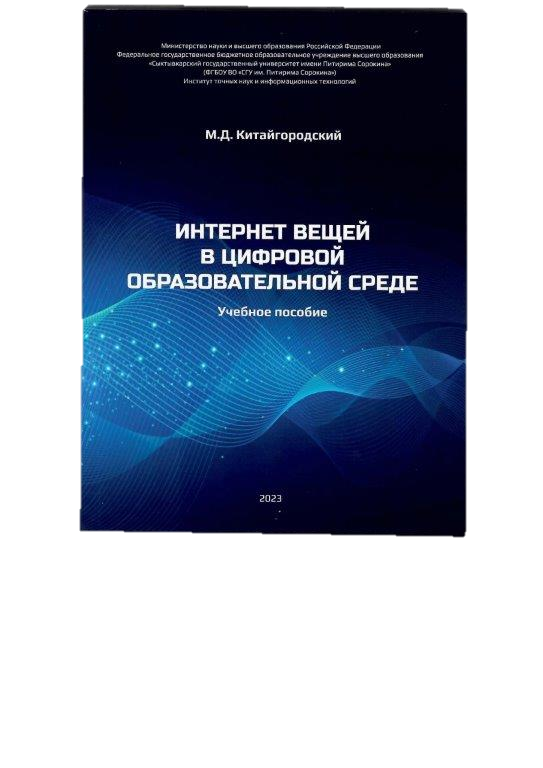 Министерство науки и высшего образования Российской Федерации
Федеральное государственное бюджетное образовательное учреждение высшего образования
«Сыктывкарский государственный университет имени Питирима Сорокина»
(ФГБОУ ВО «СГУ им. Питирима Сорокина»)
Институт точных наук и информационных технологий
М.Д. Китайгородский
ИНТЕРНЕТ ВЕЩЕЙ
В ЦИФРОВОЙ
ОБРАЗОВАТЕЛЬНОЙ СРЕДЕ
Учебное пособие
2023